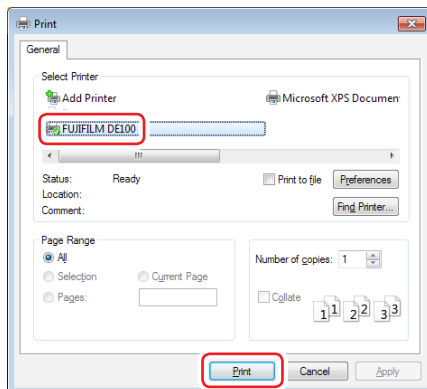 Print
General
Select Printer
Add Printer
Microsoft XPS Documen
FUJIFILM DE100
Status: Ready
Print to file
Preferences
Location:
Comment:
Find Printer...
Page Range
All
Selection
Current Page
Pages:
Number of copies: 1
Collate
1 1 2 2 3 3
Print
Cancel
Apply